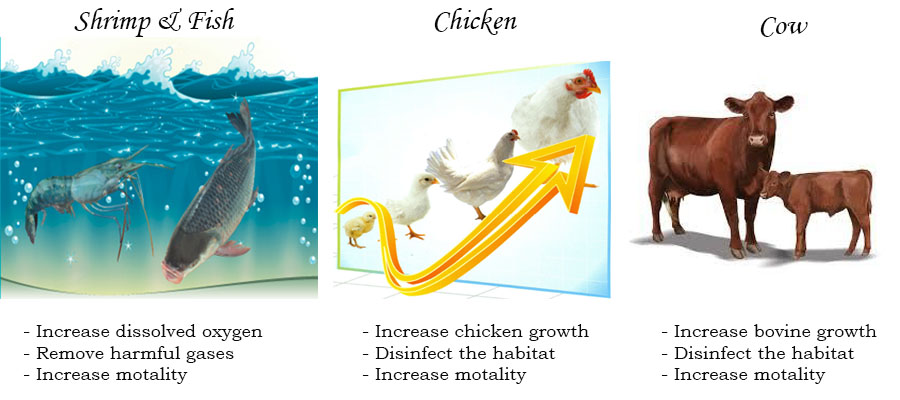 Shrimp & Fish
- Increase dissolved oxygen
- Remove harmful gases
- Increase motality
Chicken
- Increase chicken growth
- Disinfect the habitat
- Increase motality
Cow
- Increase bovine growth
- Disinfect the habitat
- Increase motality